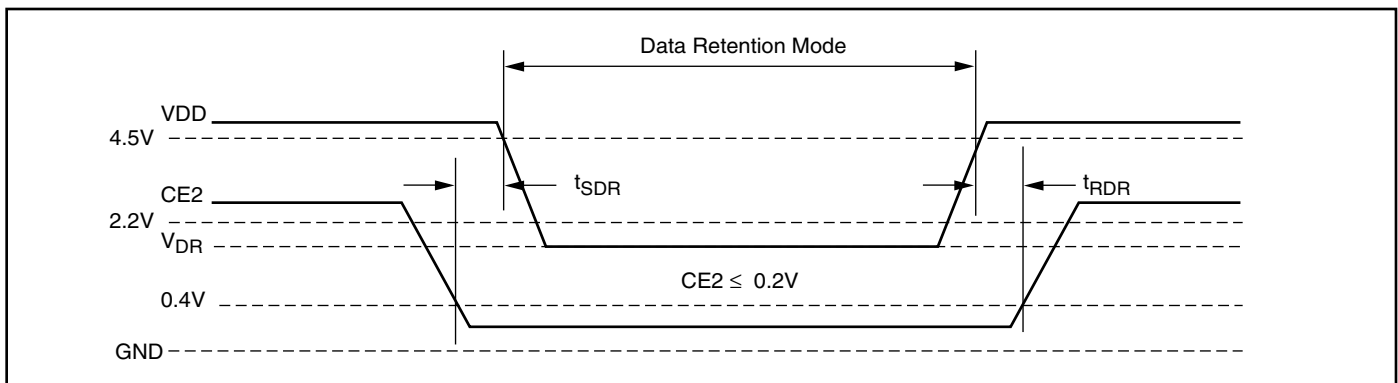 Data Retention Mode
VDD
4.5V
tSDR
tRDR
CE2
2.2V
VDR
CE2 ≤ 0.2V
0.4V
GND